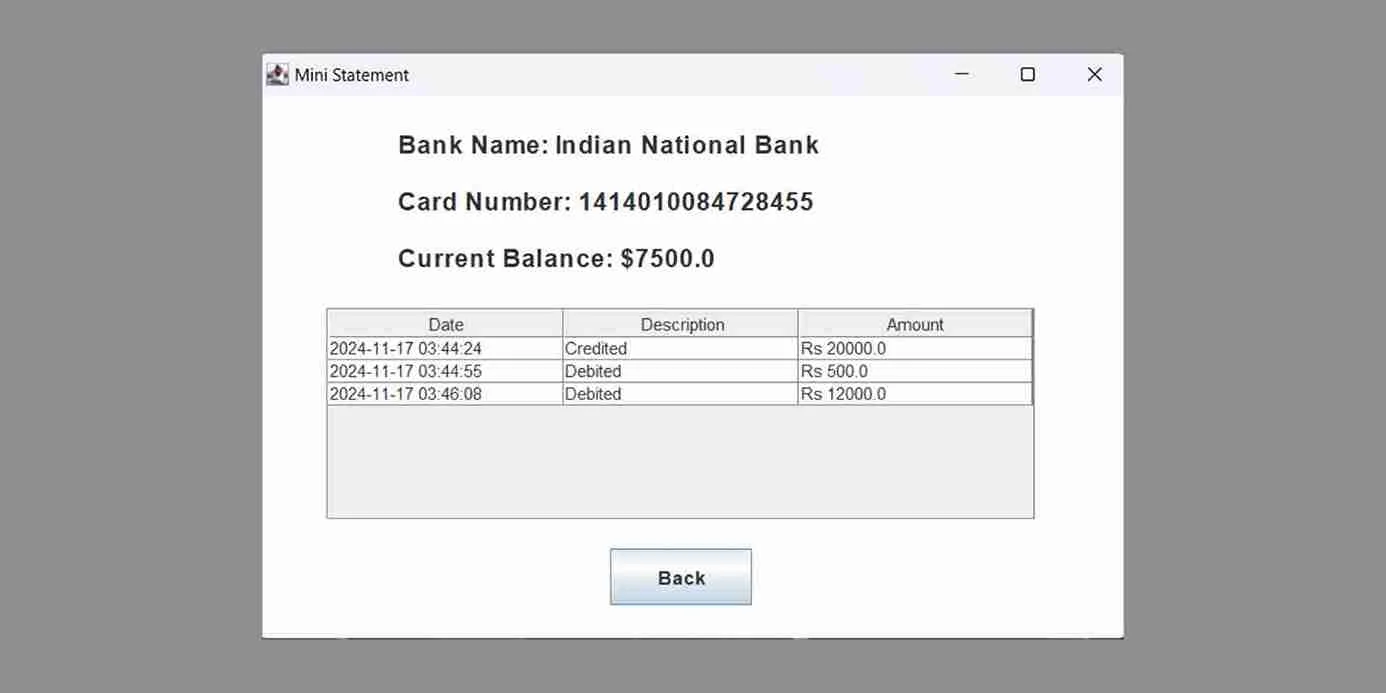 Mini Statement
Bank Name: Indian National Bank
Card Number: 1414010084728455
Current Balance: $7500.0
Date Description Amount
2024-11-17 03:44:24 Credited Rs 20000.0
2024-11-17 03:44:55 Debited Rs 500.0
2024-11-17 03:46:08 Debited Rs 12000.0
Back